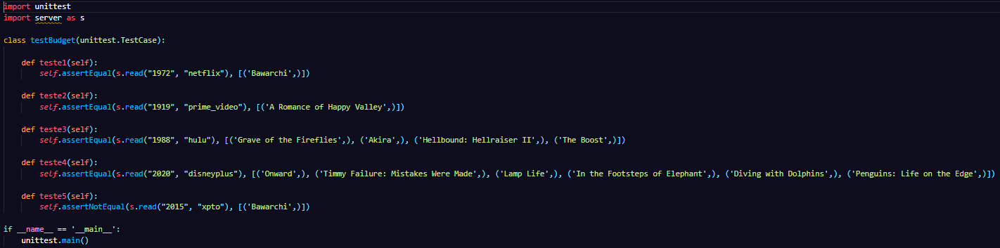 import unittest
import server as s
class testBudget(unittest.TestCase):
def teste1(self):
self.assertEqual(s.read("1972", "netflix"), [('Bawarchi',)])
def teste2(self):
self.assertEqual(s.read("1919", "prime_video"), [('A Romance of Happy Valley',)])
def teste3(self):
self.assertEqual(s.read("1988", "hulu"), [('Grave of the Fireflies',), ('Akira',), ('Hellbound: Hellraiser II',), ('The Boost',)])
def teste4(self):
self.assertEqual(s.read("2020", "disneyplus"), [('Onward',), ('Timmy Failure: Mistakes Were Made',), ('Lamp Life',), ('In the Footsteps of Elephant',), ('Diving with Dolphins',), ('Penguins: Life on the Edge',)])
def teste5(self):
self.assertNotEqual(s.read("2015", "xpto"), [('Bawarchi',)])
if __name__ == '__main__':
unittest.main()